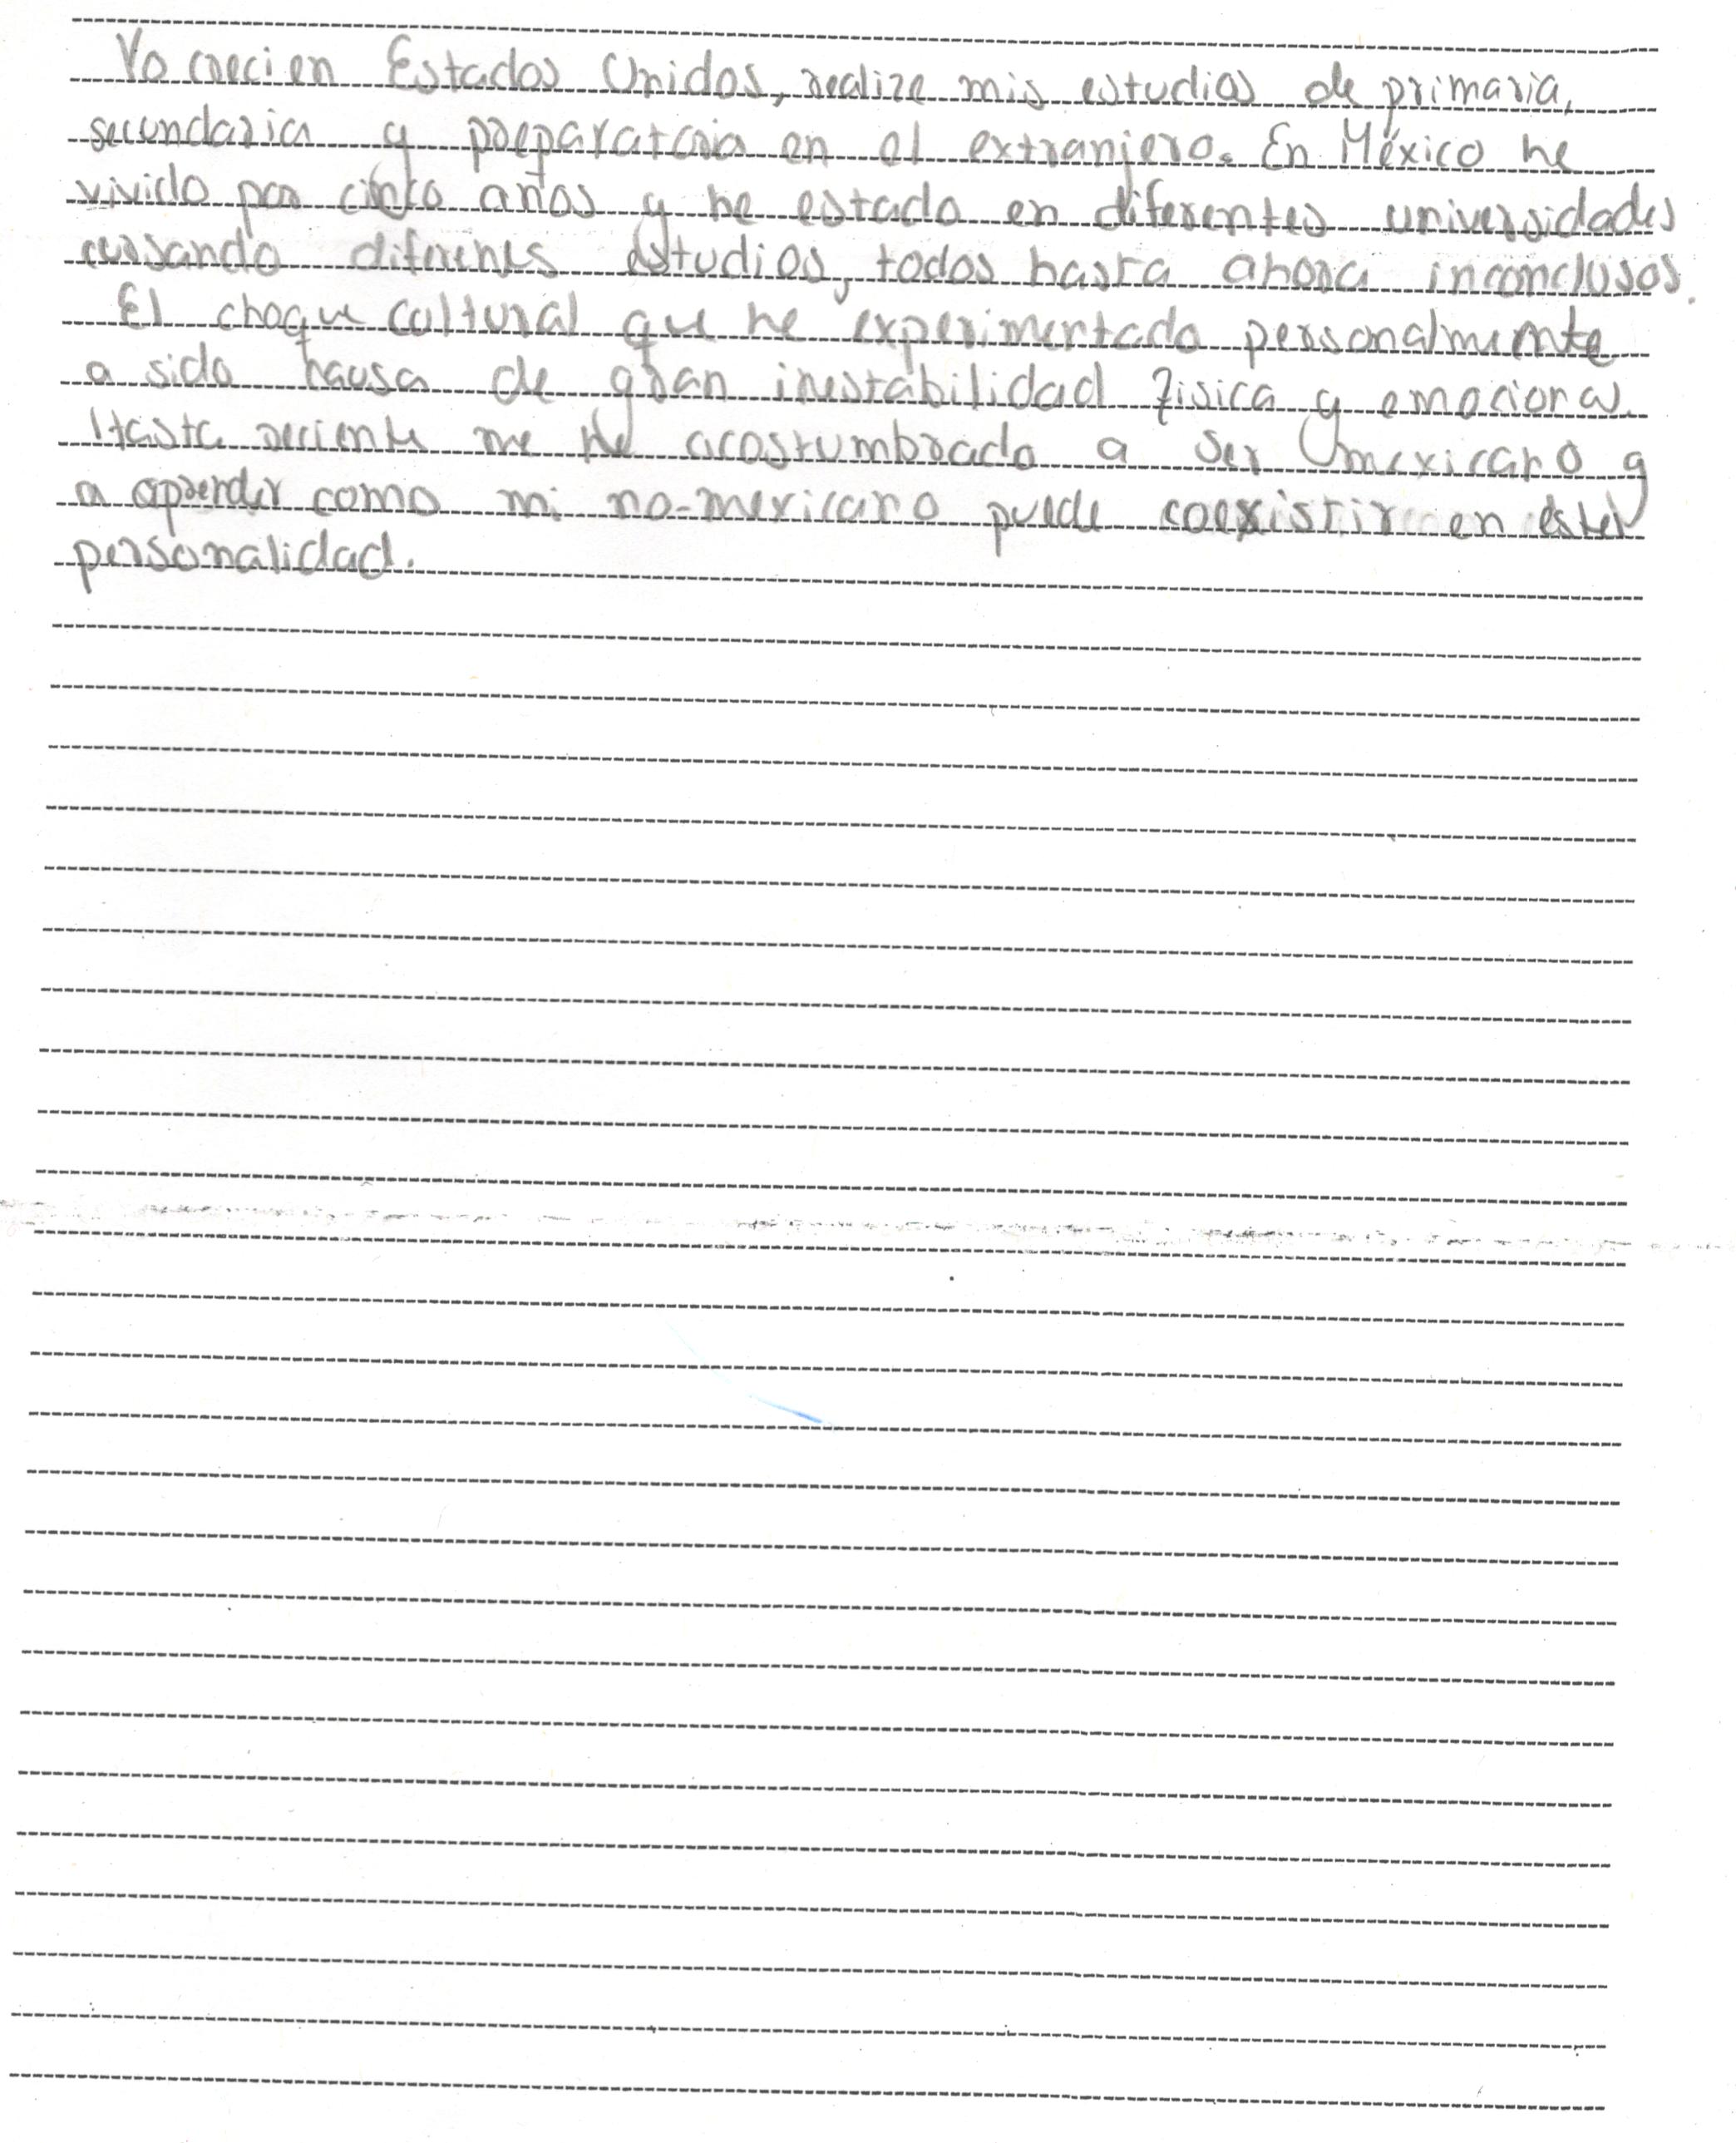 Yo creci en Estados Unidos, realize mis estudios de primaria,
secundaria y preparatoria en el extranjero. En México he
vivido por cinco años y he estado en diferentes universidades
cursando diferentes estudios, todos hasta ahora inconclusos.
El choque cultural que he experimentado personalmente
a sido causa de gran inestabilidad fisica y emocional.
Hasta reciente me he acostumbrado a ser mexicano y
a aprender como mi no-mexicano puede coexistir en esta
personalidad.